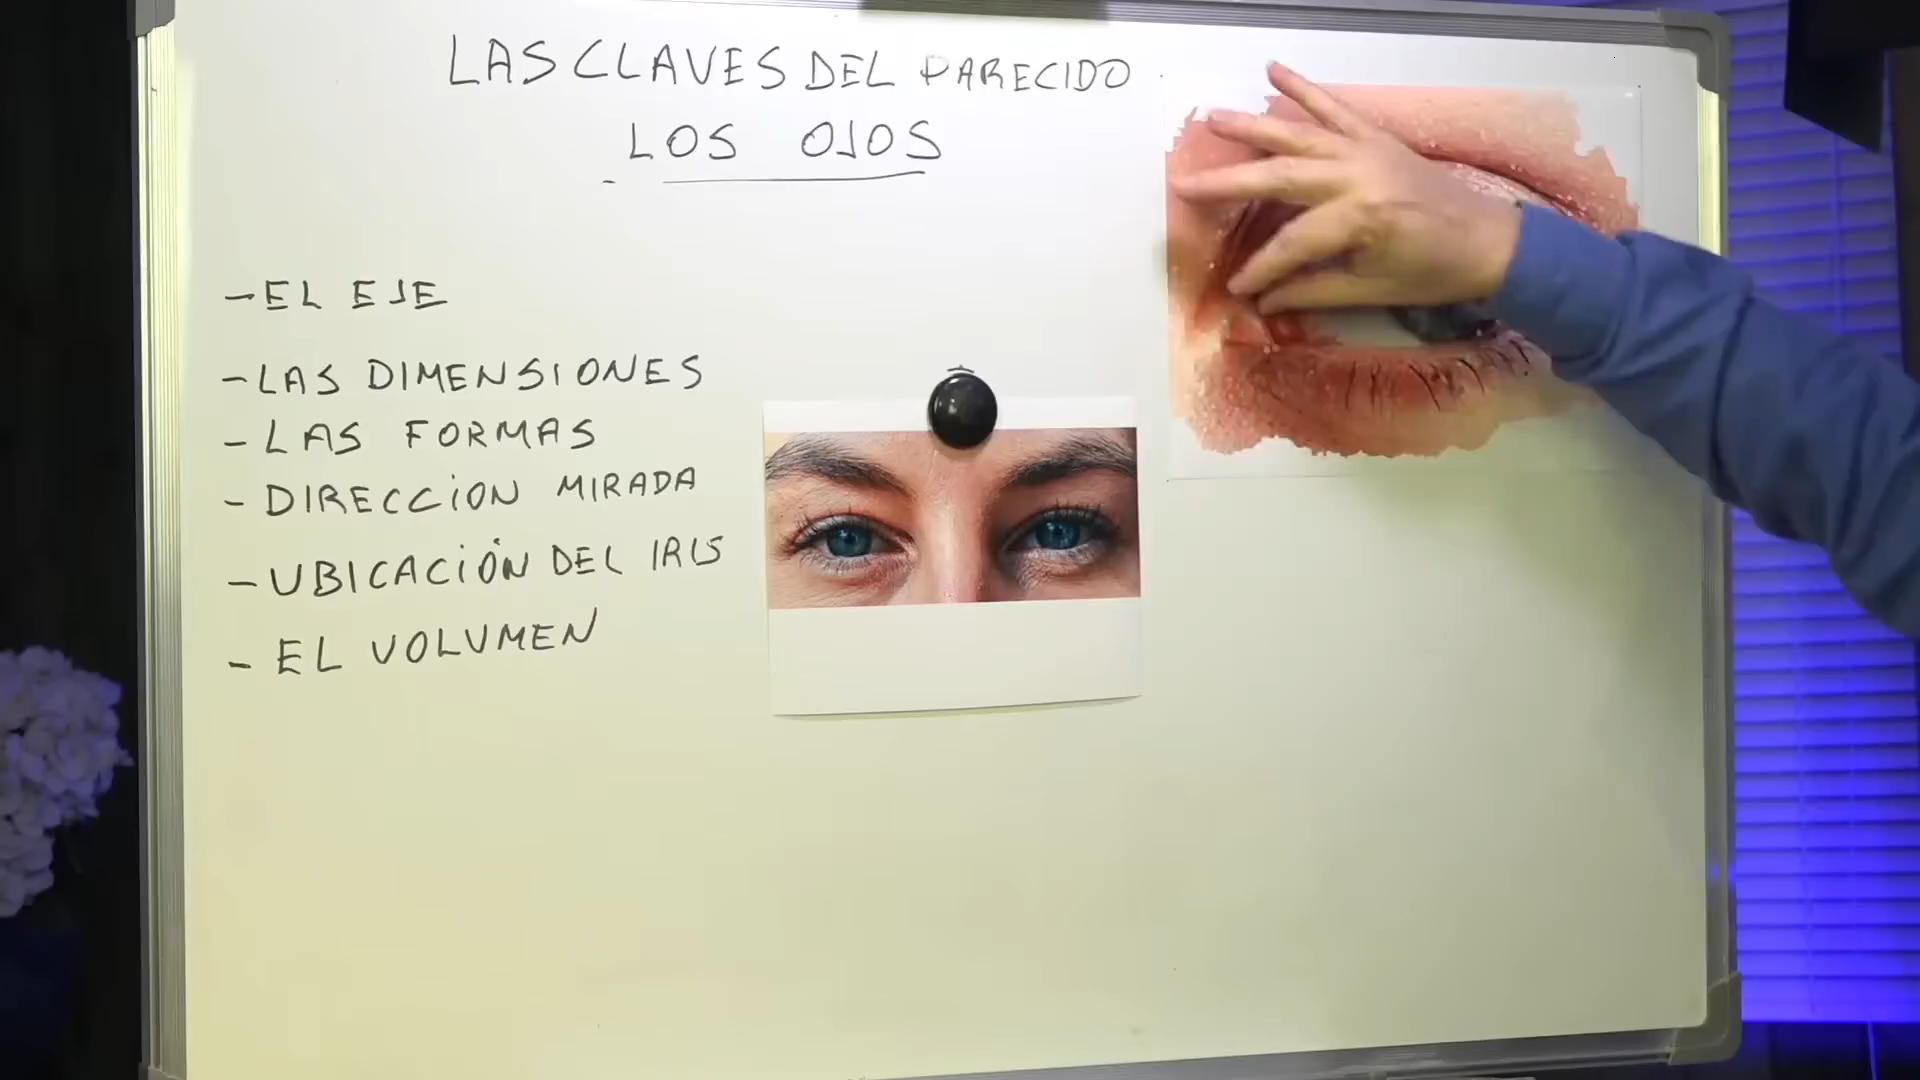 LAS CLAVES DEL PARECIDO
LOS OJOS
- EL EJE
- LAS DIMENSIONES
- LAS FORMAS
- DIRECCION MIRADA
- UBICACIÓN DEL IRIS
- EL VOLUMEN